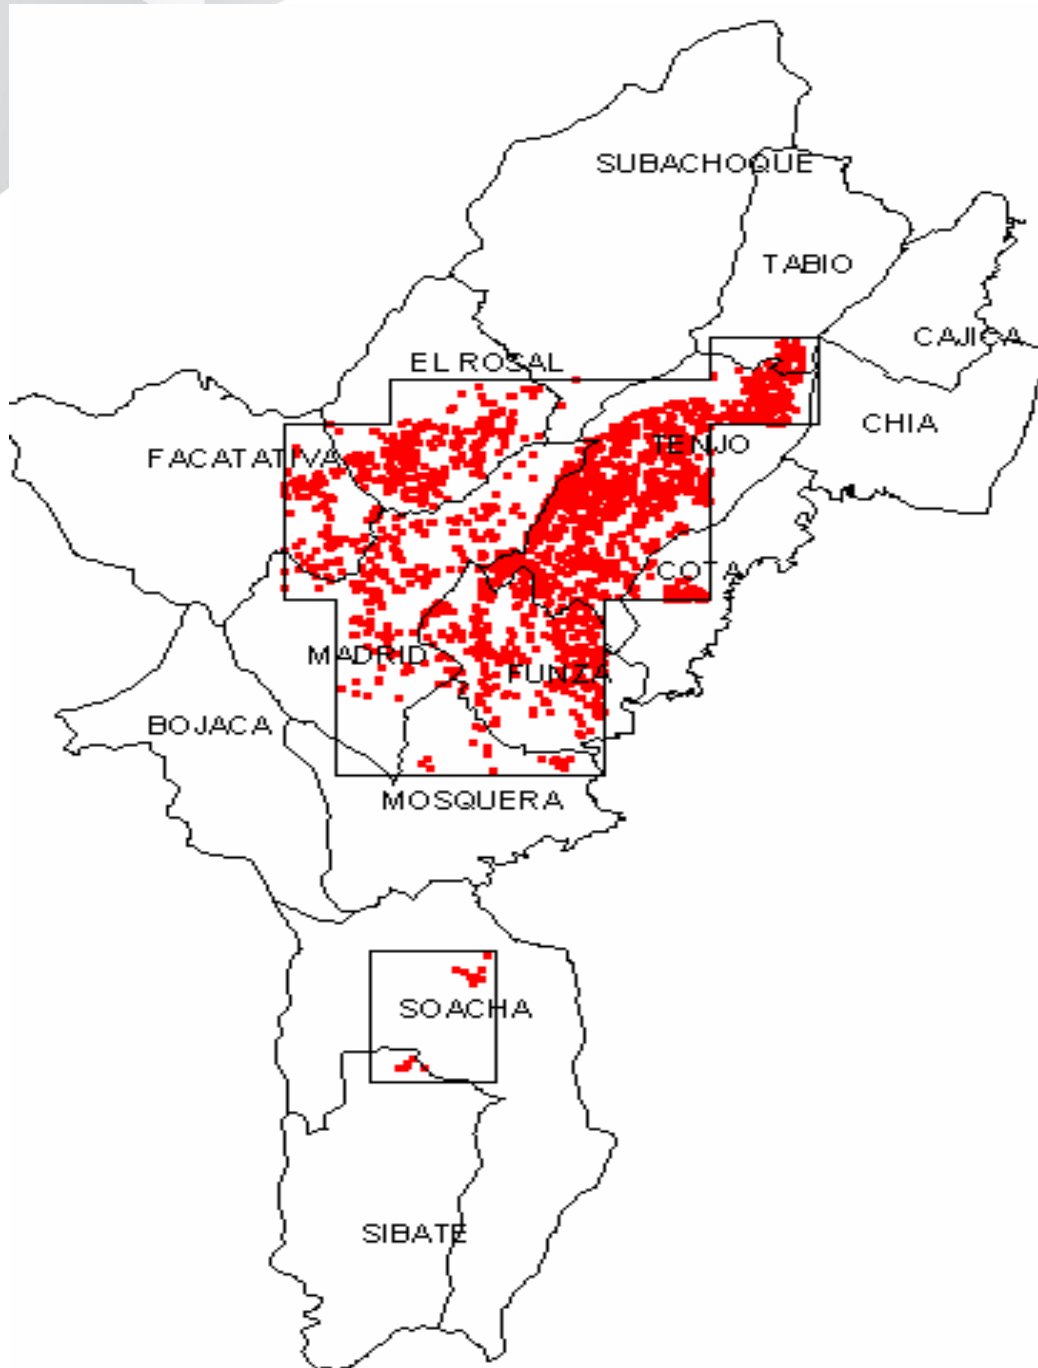 SUBACHOQUE
TABIO
CAJICA
EL ROSAL
CHIA
TENJO
FACATATIVA
COTA
MADRID
FUNZA
BOJACA
MOSQUERA
SOACHA
SIBATE